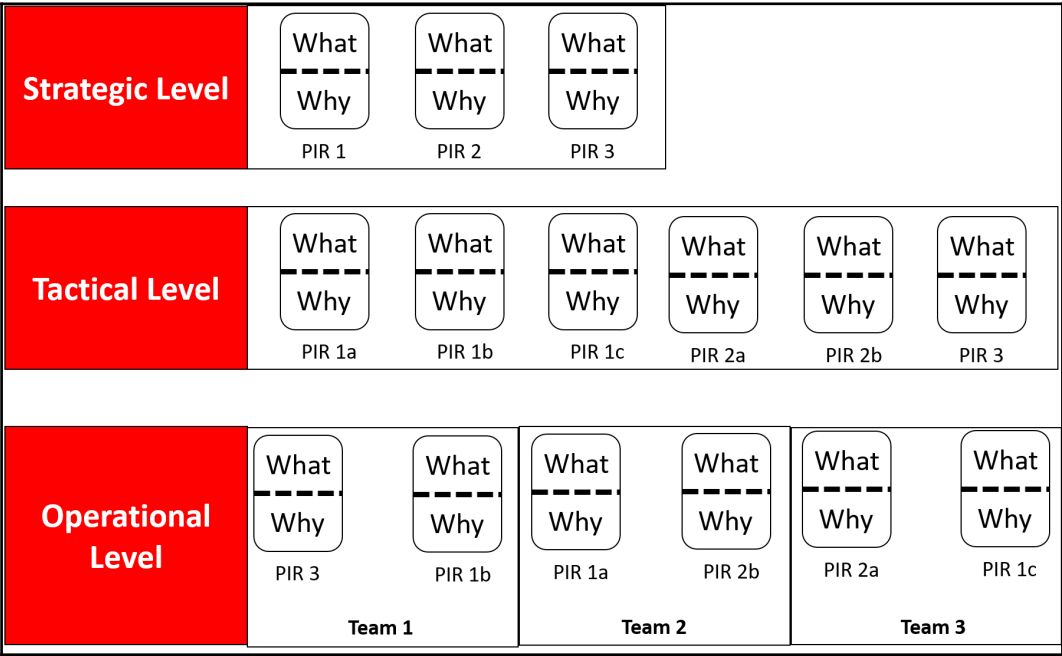 Strategic Level
What What What
Why Why Why
PIR 1 PIR 2 PIR 3
Tactical Level
What What What What What What
Why Why Why Why Why Why
PIR 1a PIR 1b PIR 1c PIR 2a PIR 2b PIR 3
Operational
Level
What What What What What What
Why Why Why Why Why Why
PIR 3 PIR 1b PIR 1a PIR 2b PIR 2a PIR 1c
Team 1 Team 2 Team 3